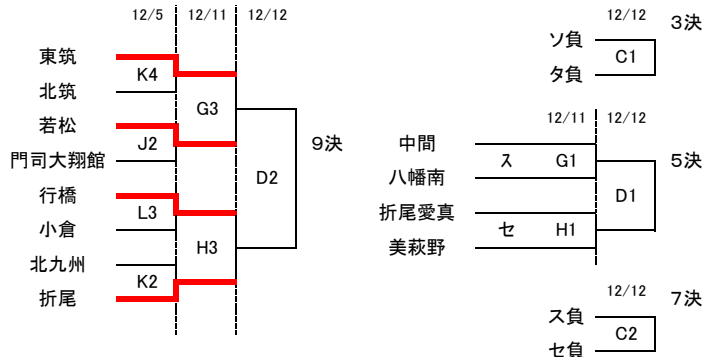 12/5 12/11 12/12
東筑
K4
北筑
G3
若松
J2
門司大翔館
9決
D2
行橋
L3
小倉
H3
北九州
K2
折尾
12/12 3決
ソ負
C1
タ負
12/11 12/12
中間
ス G1
八幡南
5決
D1
折尾愛真
セ H1
美萩野
12/12 7決
ス負
C2
セ負